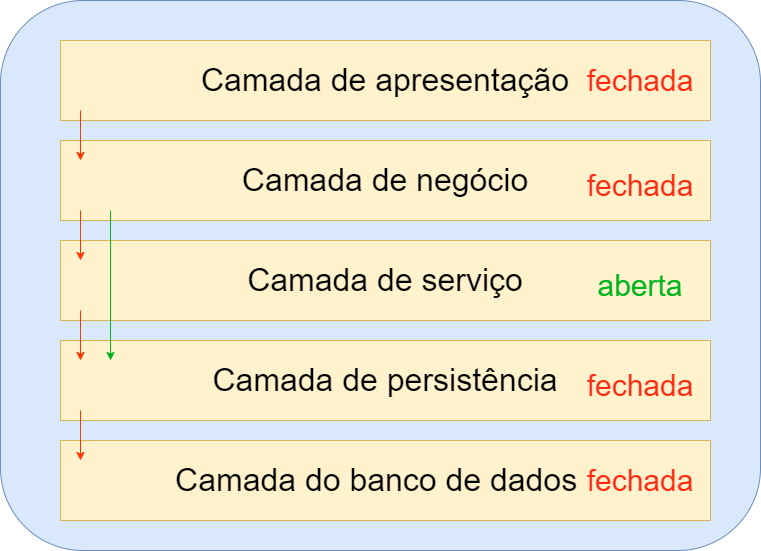 Camada de apresentação fechada
Camada de negócio fechada
Camada de serviço aberta
Camada de persistência fechada
Camada do banco de dados fechada